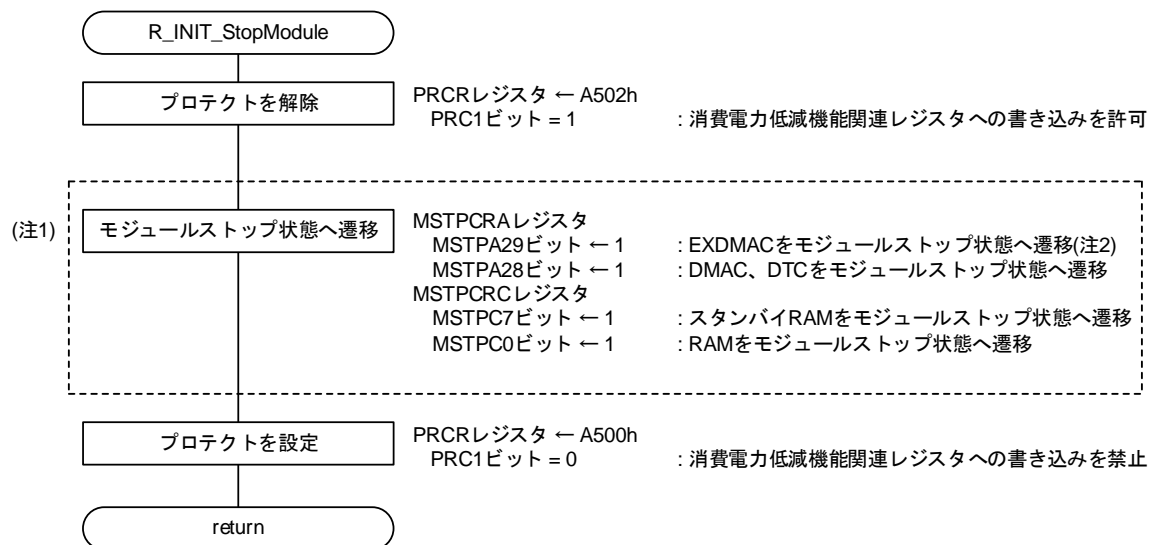 R_INIT_StopModule
プロテクトを解除
PRCRレジスタ ← A502h
PRC1ビット = 1 : 消費電力低減機能関連レジスタへの書き込みを許可
(注1)
モジュールストップ状態へ遷移
MSTPCRAレジスタ
MSTPA29ビット ← 1 : EXDMACをモジュールストップ状態へ遷移(注2)
MSTPA28ビット ← 1 : DMAC、DTCをモジュールストップ状態へ遷移
MSTPCRCレジスタ
MSTPC7ビット ← 1 : スタンバイRAMをモジュールストップ状態へ遷移
MSTPC0ビット ← 1 : RAMをモジュールストップ状態へ遷移
プロテクトを設定
PRCRレジスタ ← A500h
PRC1ビット = 0 : 消費電力低減機能関連レジスタへの書き込みを禁止
return